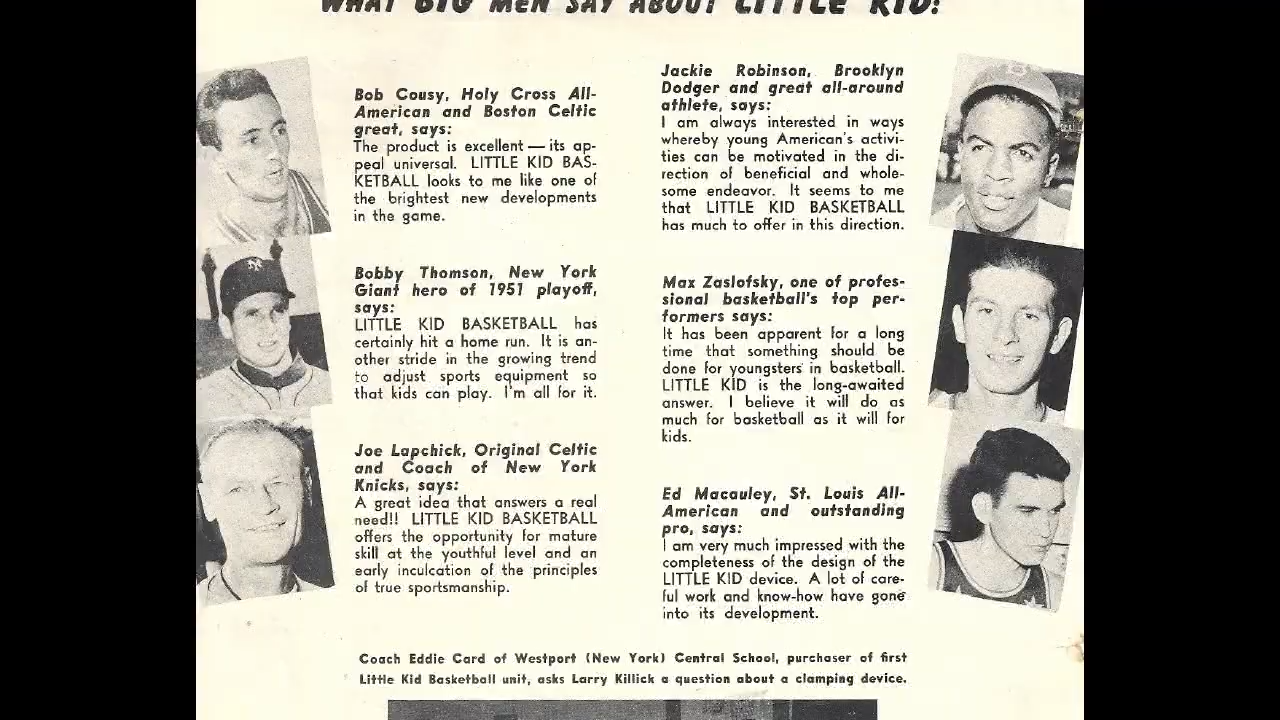 WHAT BIG MEN SAY ABOUT LITTLE KID:
Bob Cousy, Holy Cross All-
American and Boston Celtic
great, says:
The product is excellent — its ap-
peal universal. LITTLE KID BAS-
KETBALL looks to me like one of
the brightest new developments
in the game.
Bobby Thomson, New York
Giant hero of 1951 playoff,
says:
LITTLE KID BASKETBALL has
certainly hit a home run. It is an-
other stride in the growing trend
to adjust sports equipment so
that kids can play. I'm all for it.
Joe Lapchick, Original Celtic
and Coach of New York
Knicks, says:
A great idea that answers a real
need!! LITTLE KID BASKETBALL
offers the opportunity for mature
skill at the youthful level and an
early inculcation of the principles
of true sportsmanship.
Jackie Robinson, Brooklyn
Dodger and great all-around
athlete, says:
I am always interested in ways
whereby young American's activi-
ties can be motivated in the di-
rection of beneficial and whole-
some endeavor. It seems to me
that LITTLE KID BASKETBALL
has much to offer in this direction.
Max Zaslofsky, one of profes-
sional basketball's top per-
formers says:
It has been apparent for a long
time that something should be
done for youngsters in basketball.
LITTLE KID is the long-awaited
answer. I believe it will do as
much for basketball as it will for
kids.
Ed Macauley, St. Louis All-
American and outstanding
pro, says:
I am very much impressed with the
completeness of the design of the
LITTLE KID device. A lot of care-
ful work and know-how have gone
into its development.
Coach Eddie Card of Westport (New York) Central School, purchaser of first
Little Kid Basketball unit, asks Larry Killick a question about a clamping device.